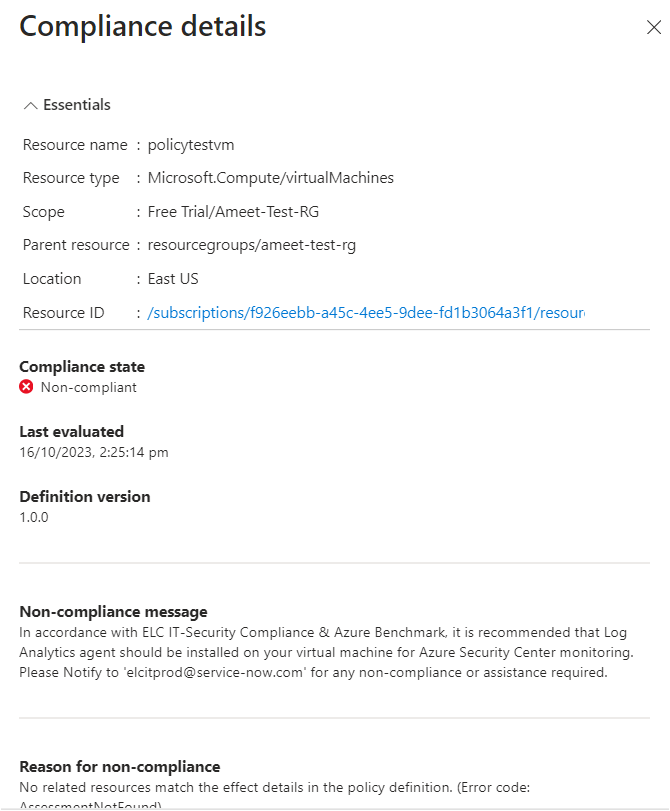 Compliance details
Essentials
Resource name : policytestvm
Resource type : Microsoft.Compute/virtualMachines
Scope : Free Trial/Ameet-Test-RG
Parent resource : resourcegroups/ameet-test-rg
Location : East US
Resource ID : /subscriptions/f926eebb-a45c-4ee5-9dee-fd1b3064a3f1/resour
Compliance state
Non-compliant
Last evaluated
16/10/2023, 2:25:14 pm
Definition version
1.0.0
Non-compliance message
In accordance with ELC IT-Security Compliance & Azure Benchmark, it is recommended that Log
Analytics agent should be installed on your virtual machine for Azure Security Center monitoring.
Please Notify to 'elcitprod@service-now.com' for any non-compliance or assistance required.
Reason for non-compliance
No related resources match the effect details in the policy definition. (Error code:
AssessmentNotFound)